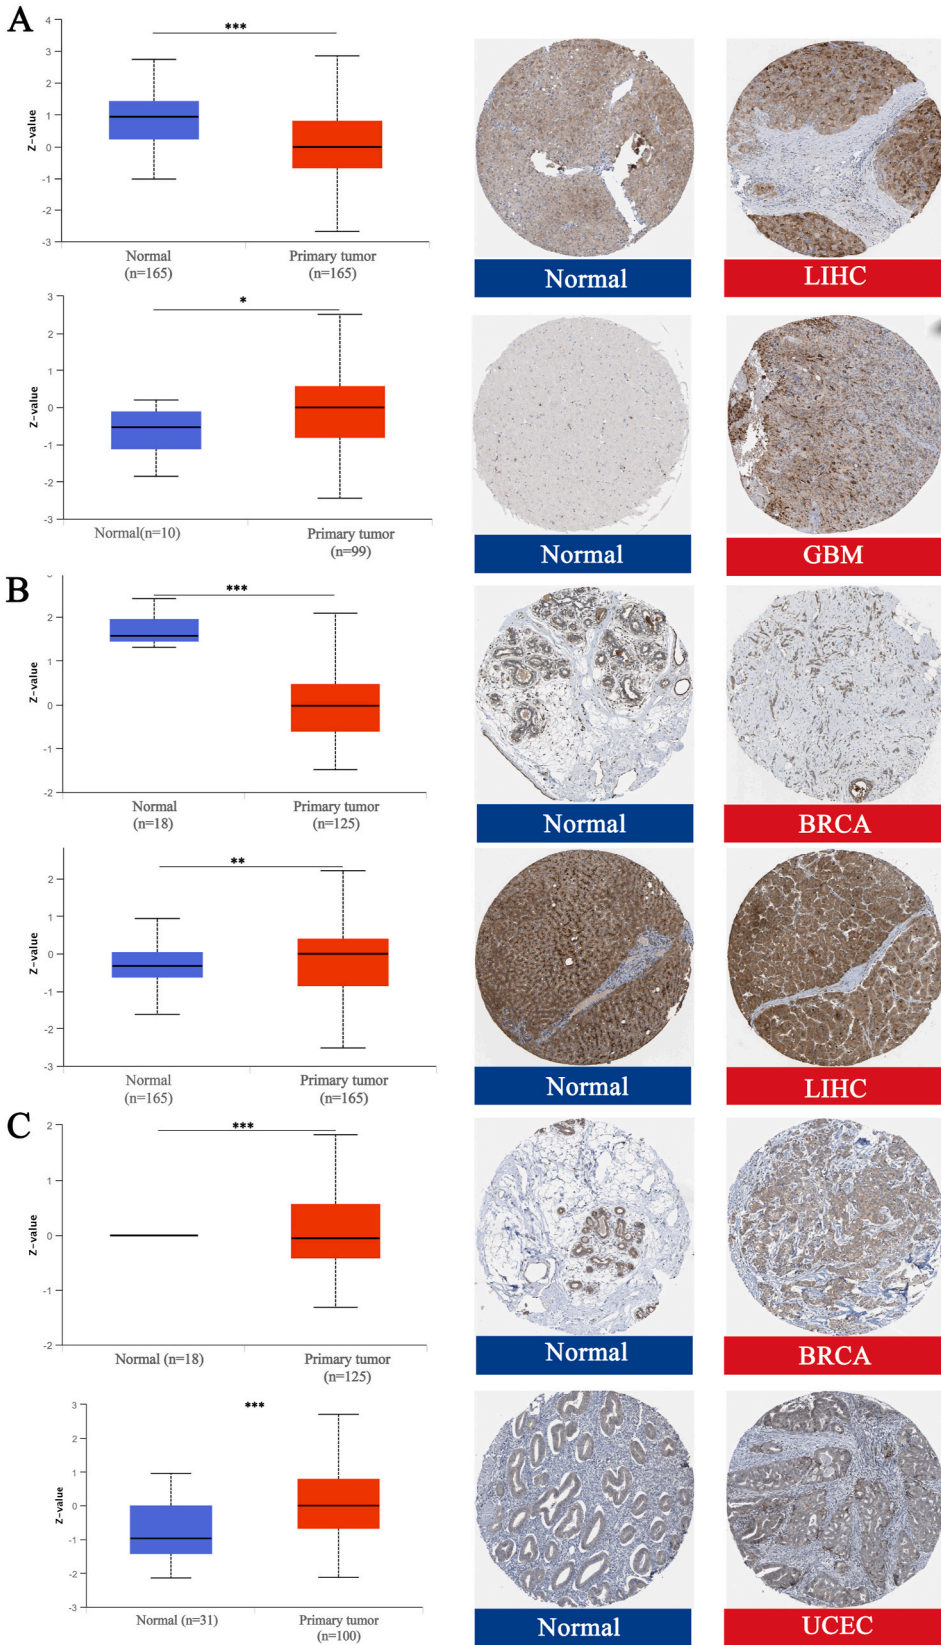 A
***
4
3
2
1
0
-1
-2
-3
Z-value
Normal
(n=165)
Primary tumor
(n=165)
Normal
LIHC
*
3
2
1
0
-1
-2
-3
Z-value
Normal(n=10)
Primary tumor
(n=99)
Normal
GBM
B
***
2
1
0
-1
-2
Z-value
Normal
(n=18)
Primary tumor
(n=125)
Normal
BRCA
**
2
1
0
-1
-2
-3
Z-value
Normal
(n=165)
Primary tumor
(n=165)
Normal
LIHC
C
***
2
1
0
-1
-2
Z-value
Normal (n=18)
Primary tumor
(n=125)
Normal
BRCA
***
3
2
1
0
-1
-2
-3
Z-value
Normal (n=31)
Primary tumor
(n=100)
Normal
UCEC